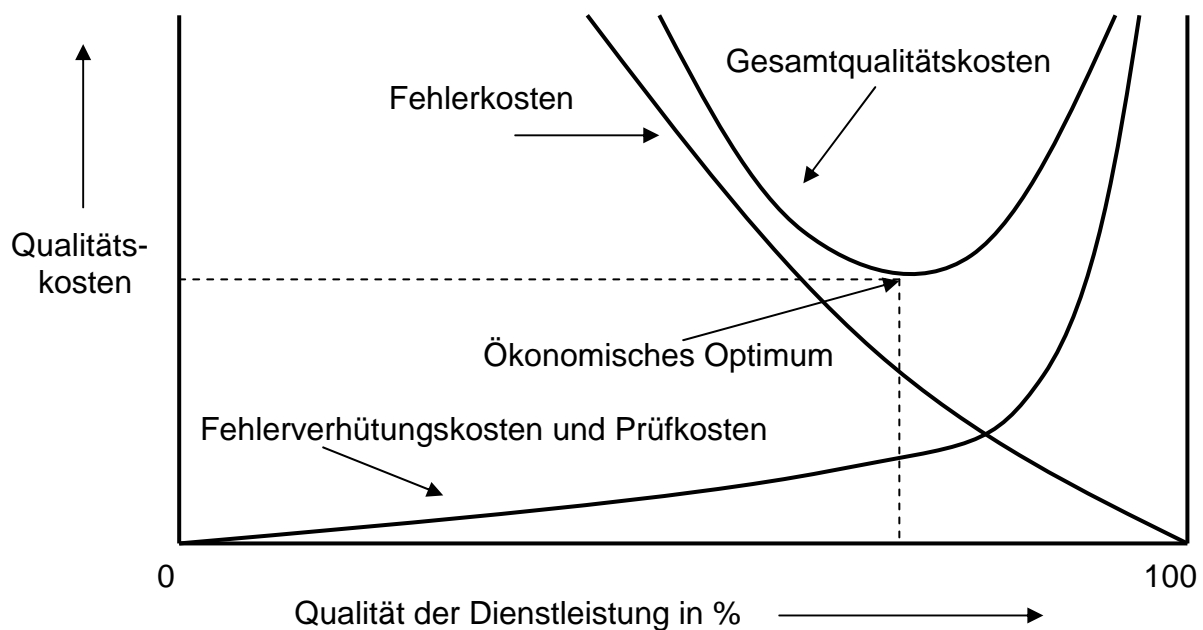 Gesamtqualitätskosten
Fehlerkosten
Qualitäts-
kosten
Ökonomisches Optimum
Fehlerverhütungskosten und Prüfkosten
0
100
Qualität der Dienstleistung in %